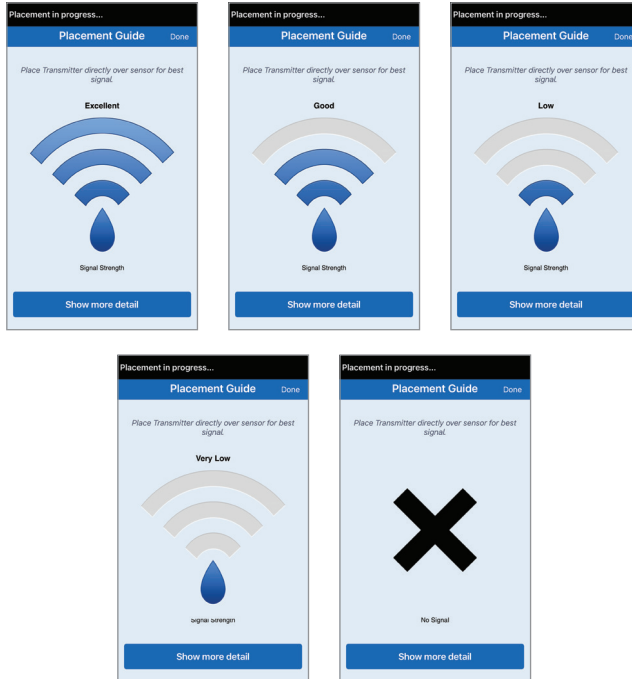 Placement in progress...
Placement Guide Done
Place Transmitter directly over sensor for best
signal.
Excellent
Signal Strength
Show more detail
Placement in progress...
Placement Guide Done
Place Transmitter directly over sensor for best
signal.
Good
Signal Strength
Show more detail
Placement in progress...
Placement Guide Done
Place Transmitter directly over sensor for best
signal.
Low
Signal Strength
Show more detail
Placement in progress...
Placement Guide Done
Place Transmitter directly over sensor for best
signal.
Very Low
Signal Strength
Show more detail
Placement in progress...
Placement Guide Done
Place Transmitter directly over sensor for best
signal.
No Signal
Show more detail